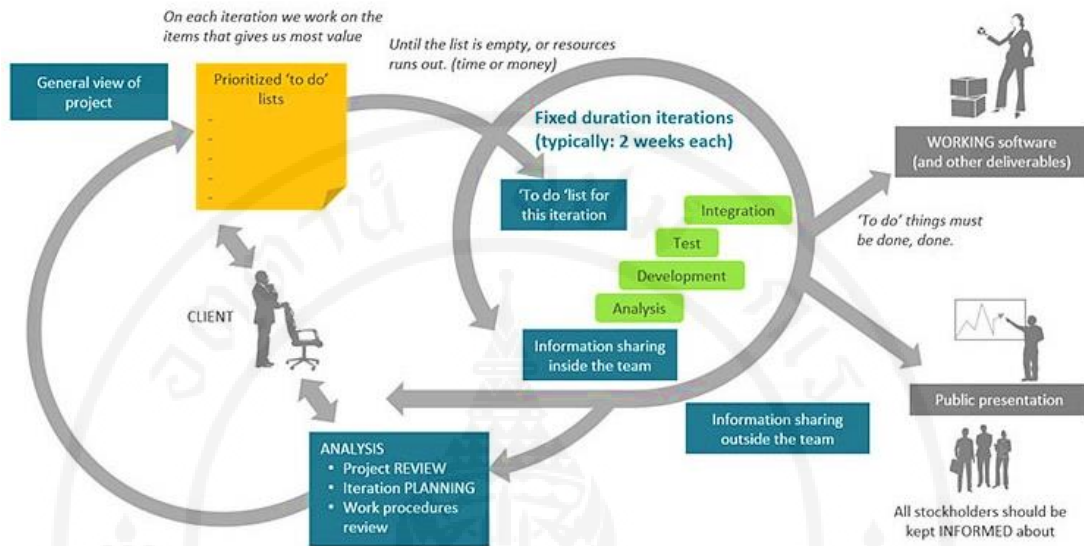 On each iteration we work on the
items that gives us most value
Until the list is empty, or resources
runs out. (time or money)
General view of
project
Prioritized 'to do'
lists
-
-
-
-
-
Fixed duration iterations
(typically: 2 weeks each)
WORKING software
(and other deliverables)
'To do 'list for
this iteration
Integration
Test
Development
Analysis
'To do' things must
be done, done.
CLIENT
Information sharing
inside the team
Public presentation
Information sharing
outside the team
ANALYSIS
• Project REVIEW
• Iteration PLANNING
• Work procedures
review
All stockholders should be
kept INFORMED about